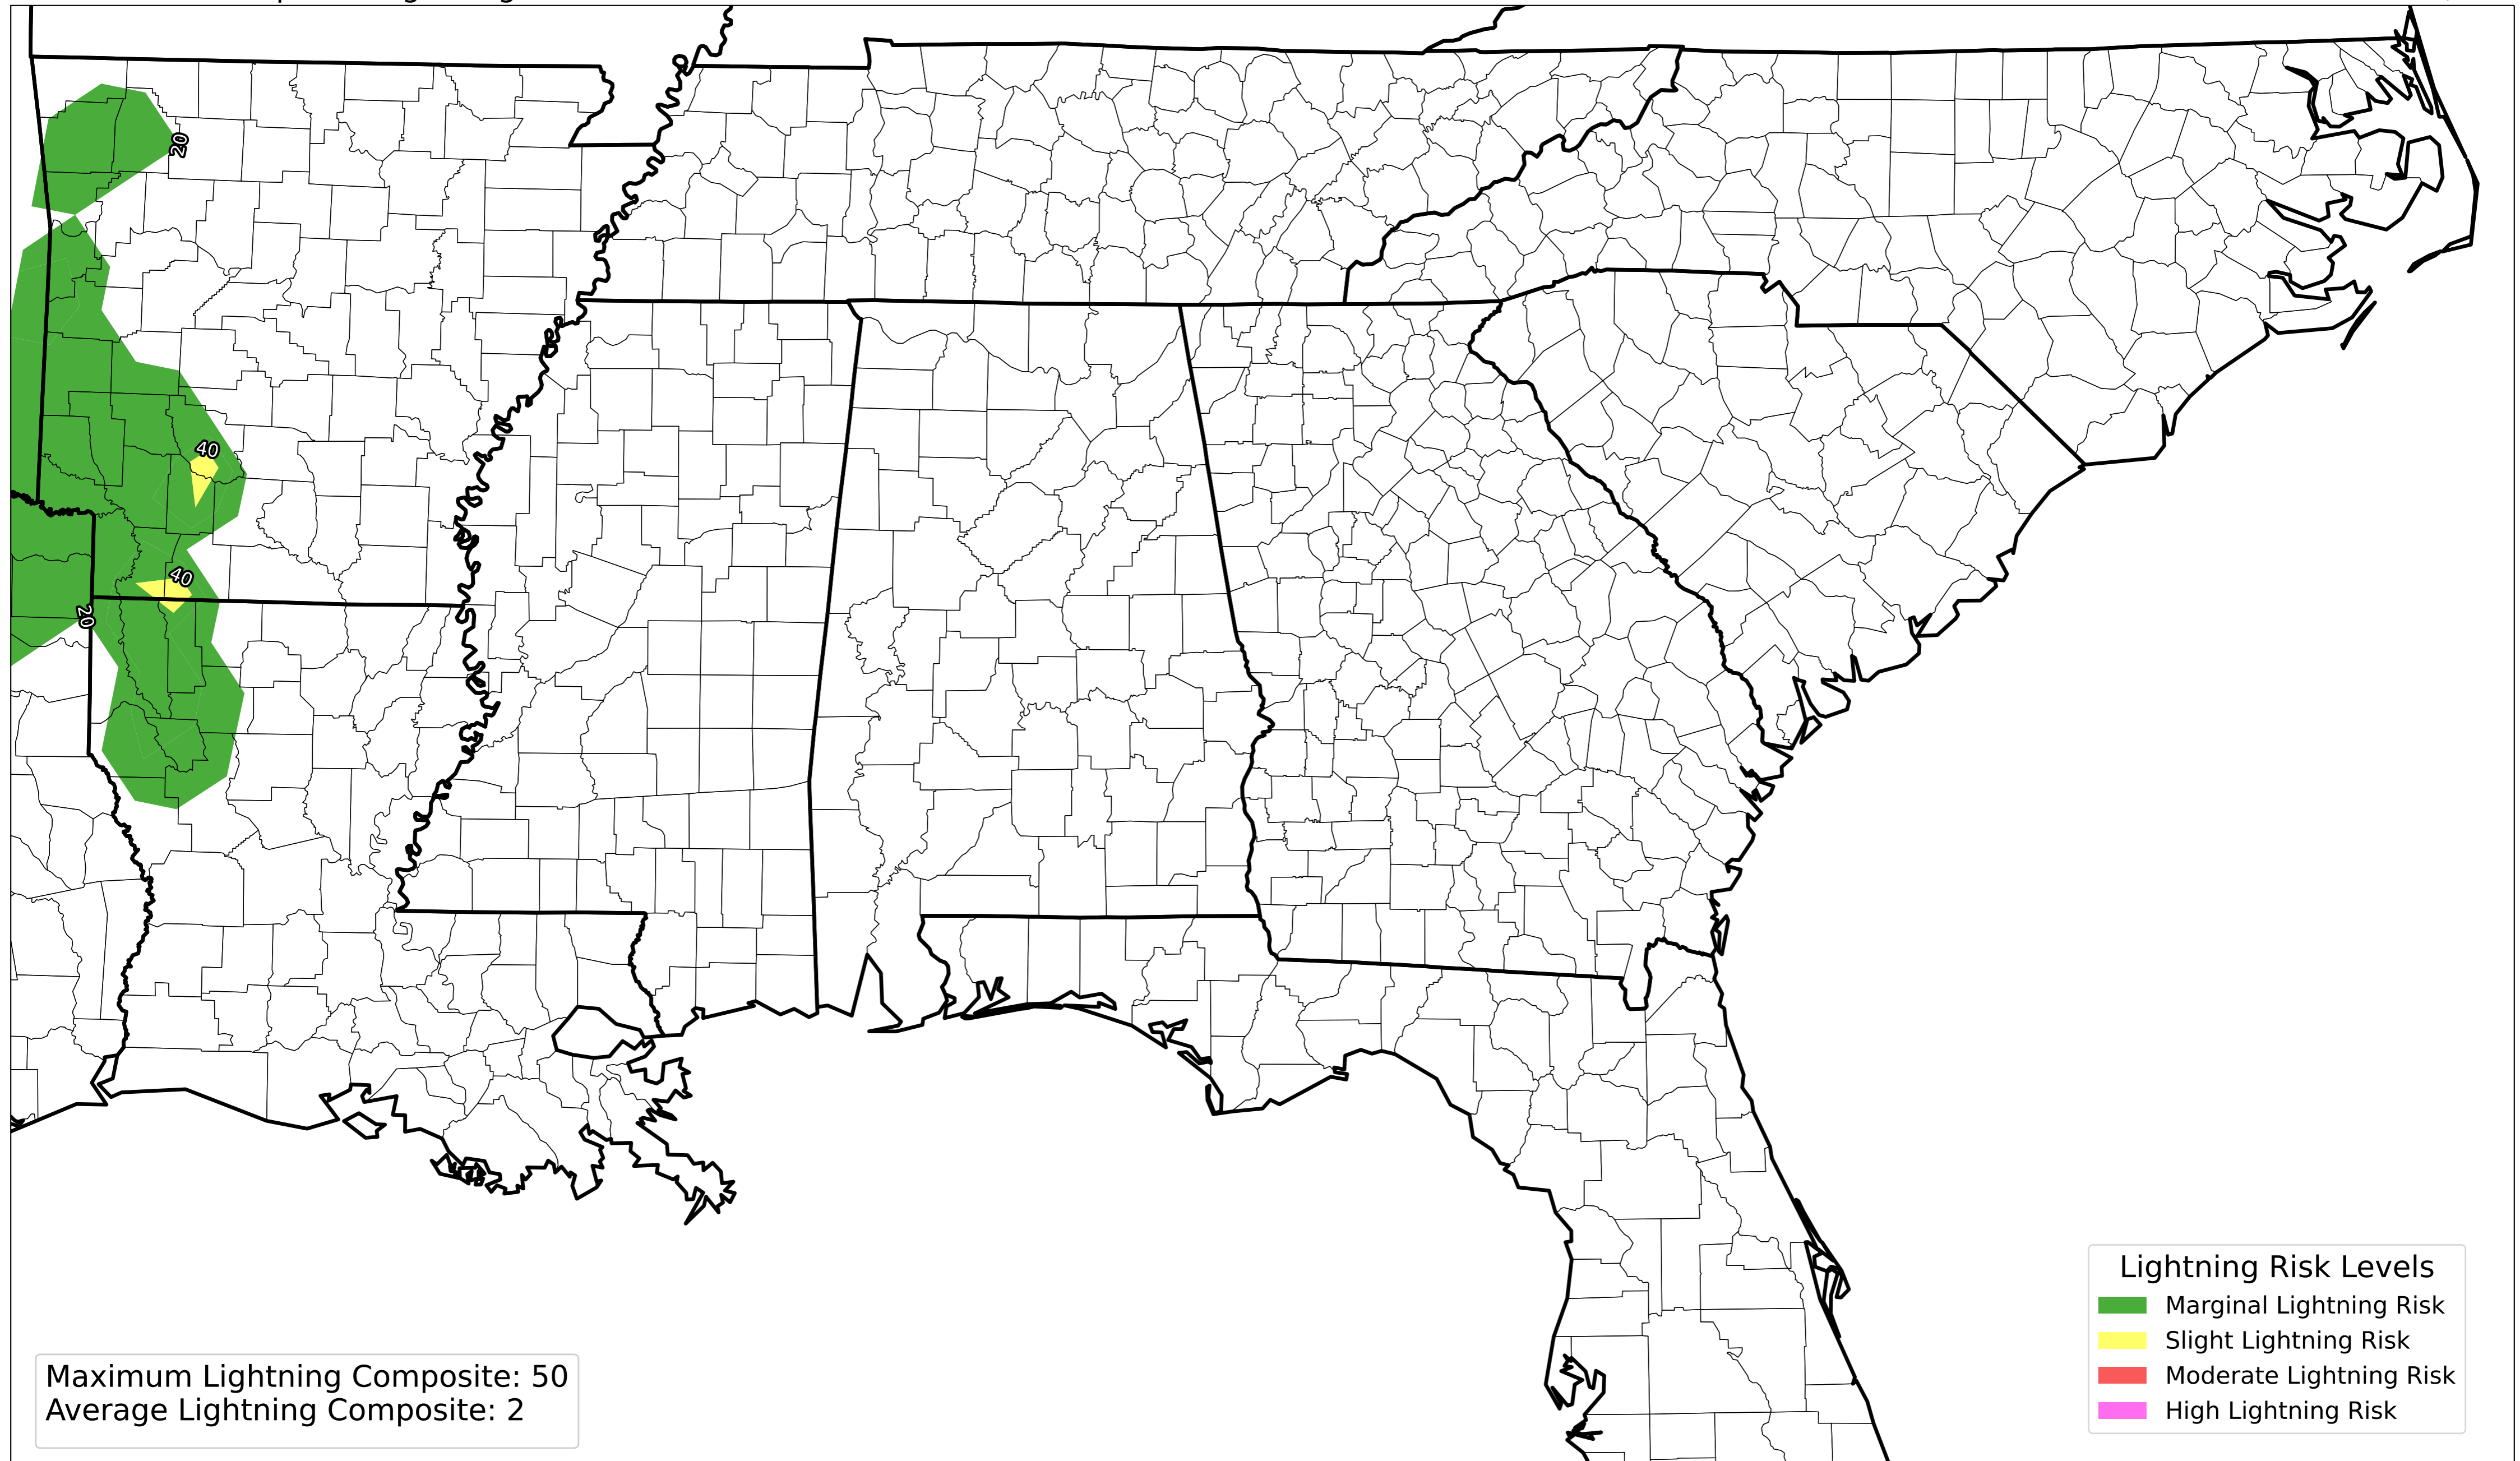 20
40
40
20
Lightning Risk Levels
Marginal Lightning Risk
Slight Lightning Risk
Moderate Lightning Risk
High Lightning Risk
Maximum Lightning Composite: 50
Average Lightning Composite: 2